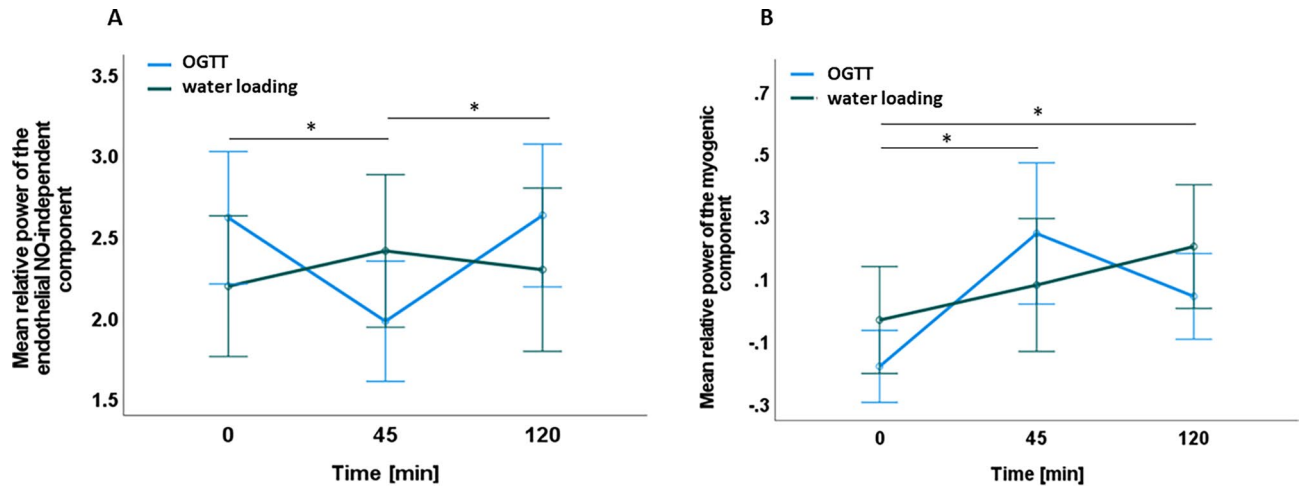 A
OGTT
water loading
*
*
3.5
3.0
2.5
2.0
1.5
Mean relative power of the
endothelial NO-independent
component
0
45
120
Time [min]
B
OGTT
water loading
*
*
.7
.5
.3
.1
-.1
-.3
Mean relative power of the myogenic
component
0
45
120
Time [min]